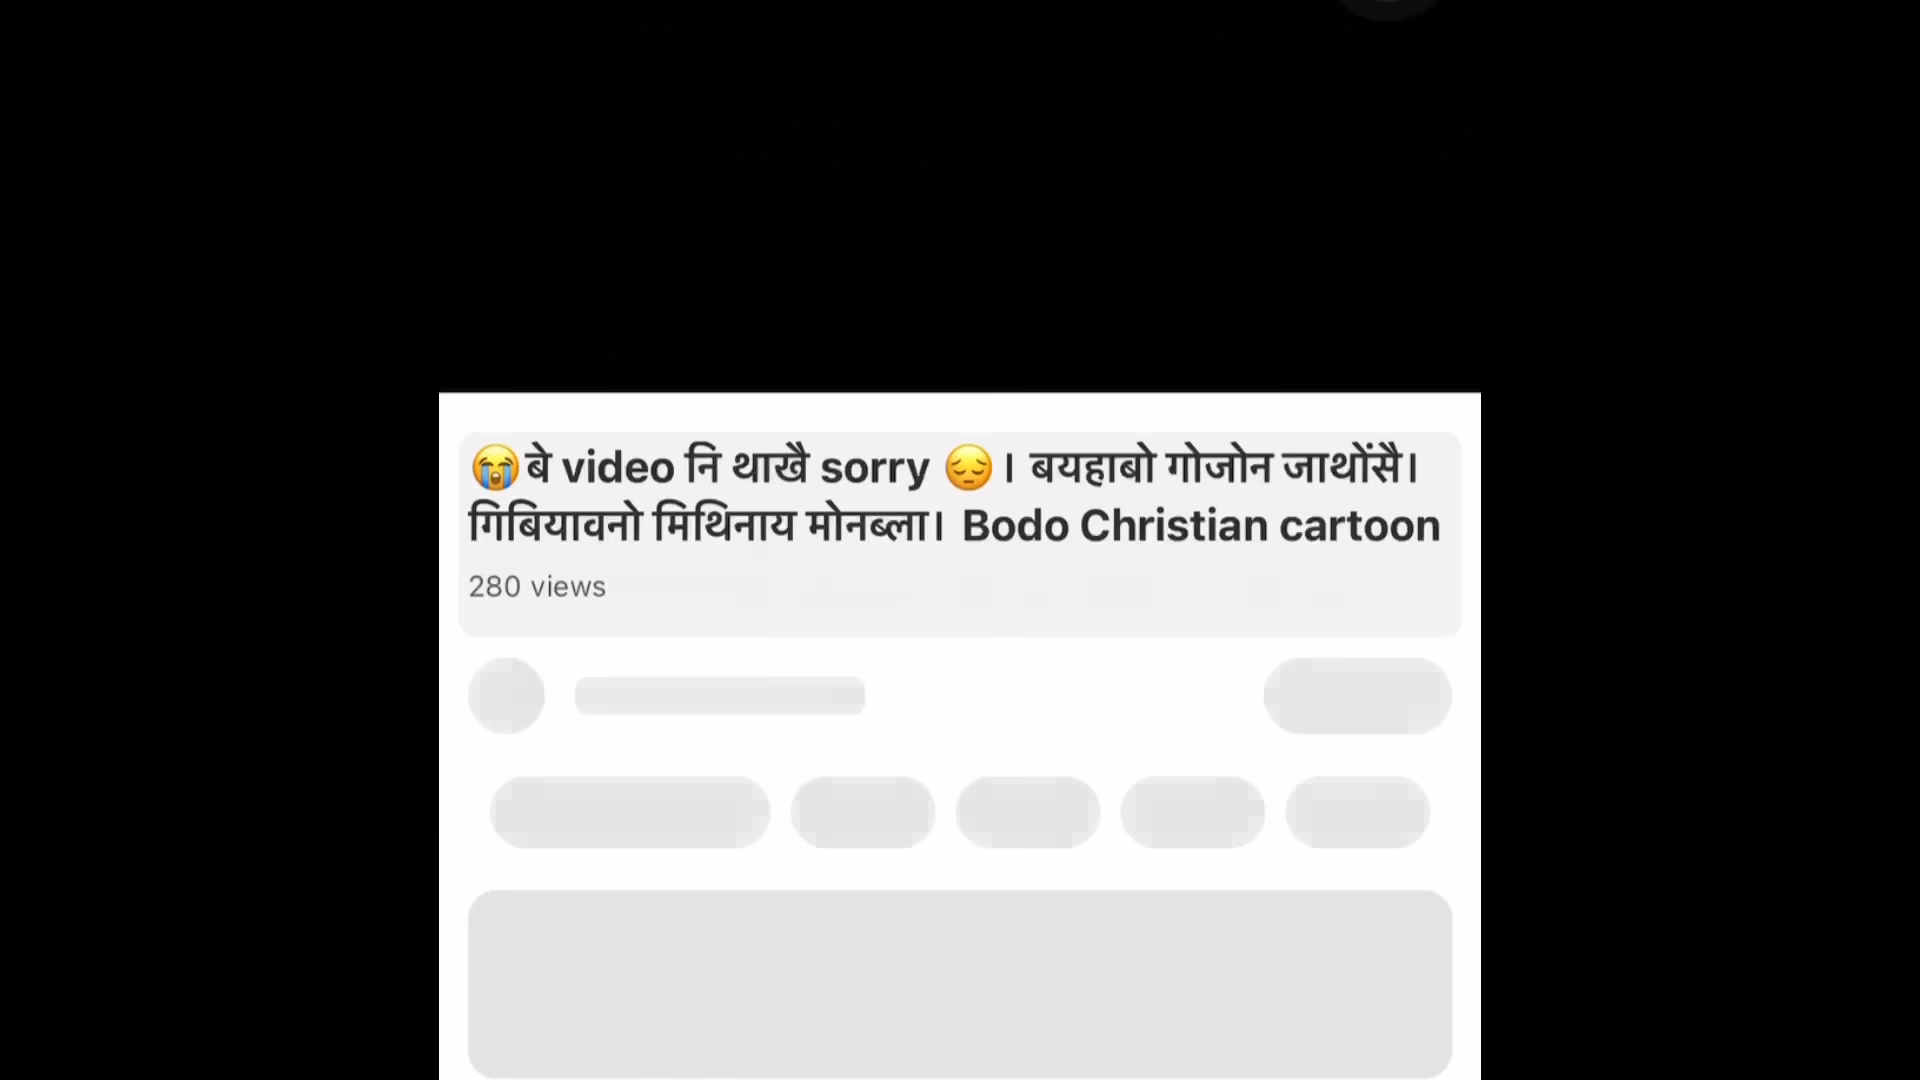 😭बे video नि थाखै sorry 😔। बयहाबो गोजोन जाथोंसै।
गिबियावनो मिथिनाय मोनब्ला। Bodo Christian cartoon
280 views